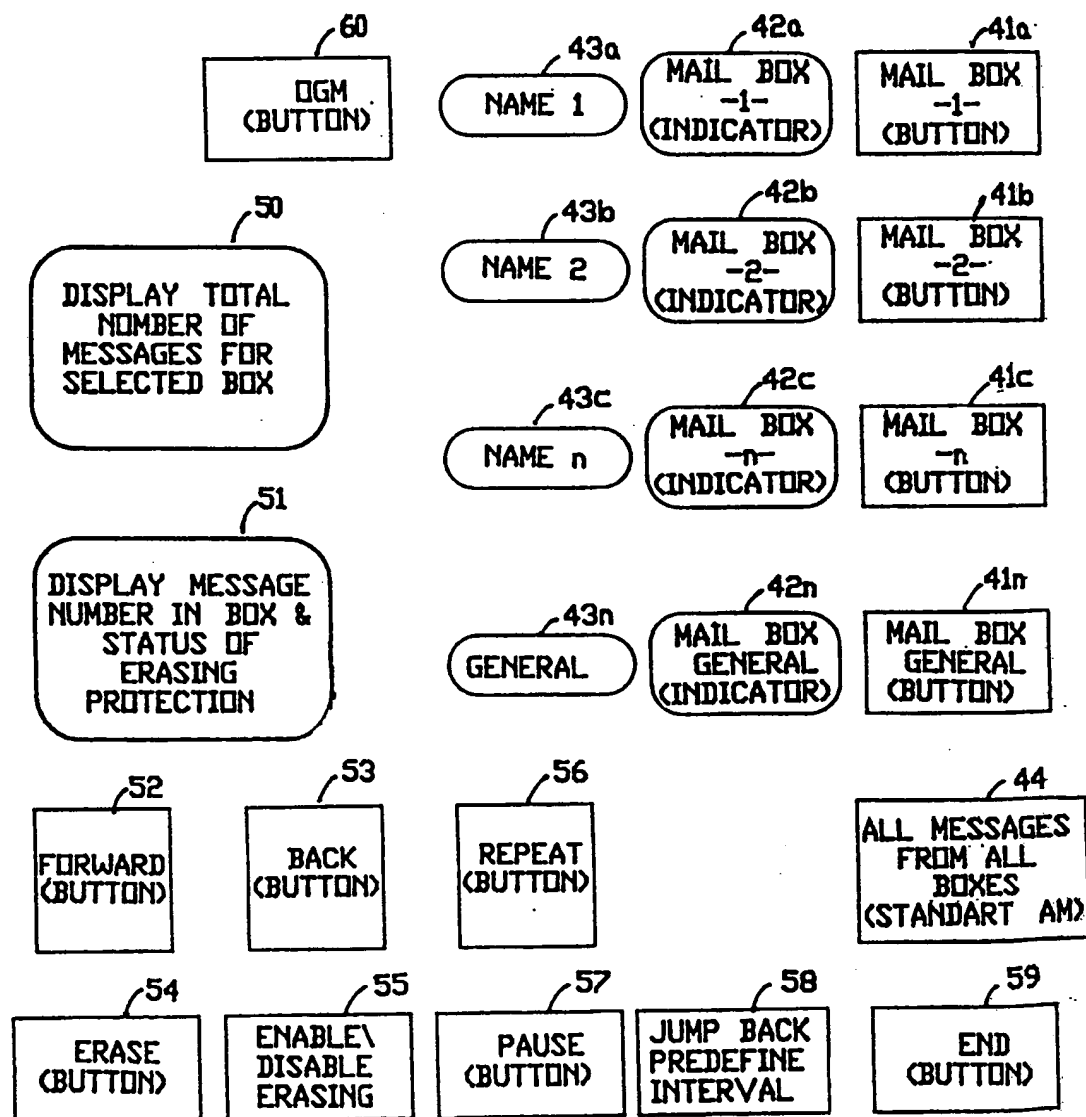 60
OGM
(BUTTON)
43a
NAME 1
42a
MAIL BOX
-1-
(INDICATOR)
41a
MAIL BOX
-1-
(BUTTON)
50
DISPLAY TOTAL
NOMBER OF
MESSAGES FOR
SELECTED BOX
43b
NAME 2
42b
MAIL BOX
-2-
(INDICATOR)
41b
MAIL BOX
-2-
(BUTTON)
43c
NAME n
42c
MAIL BOX
-n-
(INDICATOR)
41c
MAIL BOX
-n
(BUTTON)
51
DISPLAY MESSAGE
NUMBER IN BOX &
STATUS OF
ERASING
PROTECTION
43n
GENERAL
42n
MAIL BOX
GENERAL
(INDICATOR)
41n
MAIL BOX
GENERAL
(BUTTON)
52
FORWARD
(BUTTON)
53
BACK
(BUTTON)
56
REPEAT
(BUTTON)
44
ALL MESSAGES
FROM ALL
BOXES
(STANDART AM)
54
ERASE
(BUTTON)
55
ENABLE\
DISABLE
ERASING
57
PAUSE
(BUTTON)
58
JUMP BACK
PREDEFINE
INTERVAL
59
END
(BUTTON)